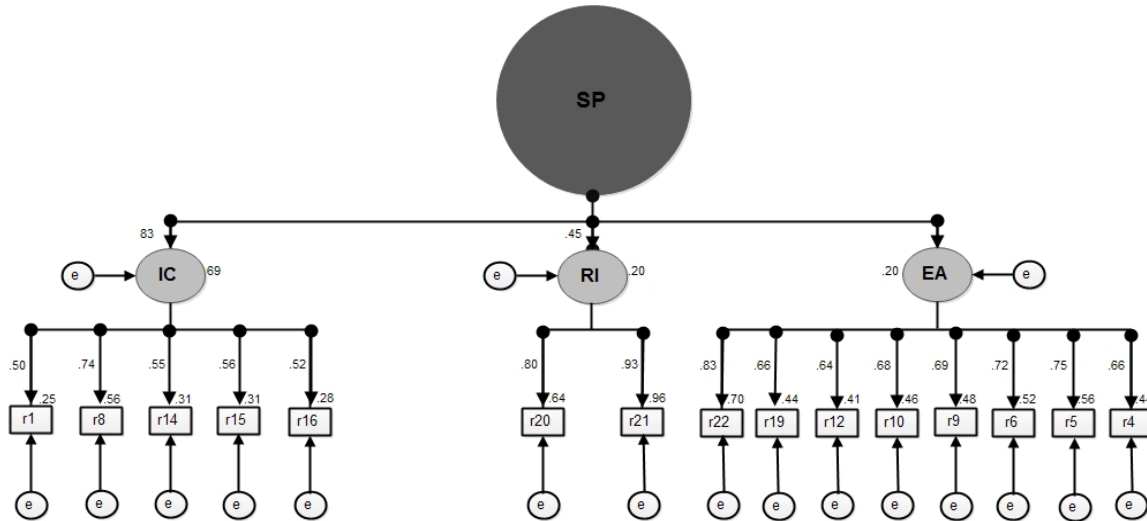 SP
83 .45
e IC 69 e RI .20 .20 EA e
.50 .74 .55 .56 .52 .80 .93 .83 .66 .64 .68 .69 .72 .75 .66
.25 .56 .31 .31 .28 .64 .96 .70 .44 .41 .46 .48 .52 .56 .44
r1 r8 r14 r15 r16 r20 r21 r22 r19 r12 r10 r9 r6 r5 r4
e e e e e e e e e e e e e e e